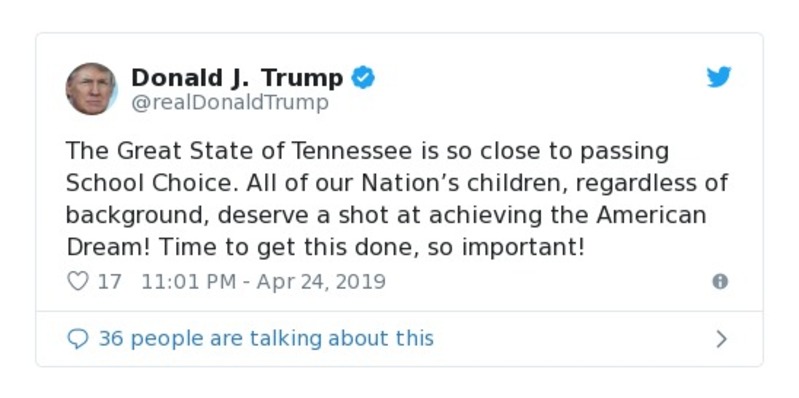 Donald J. Trump
@realDonaldTrump
The Great State of Tennessee is so close to passing
School Choice. All of our Nation’s children, regardless of
background, deserve a shot at achieving the American
Dream! Time to get this done, so important!
17 11:01 PM - Apr 24, 2019
36 people are talking about this